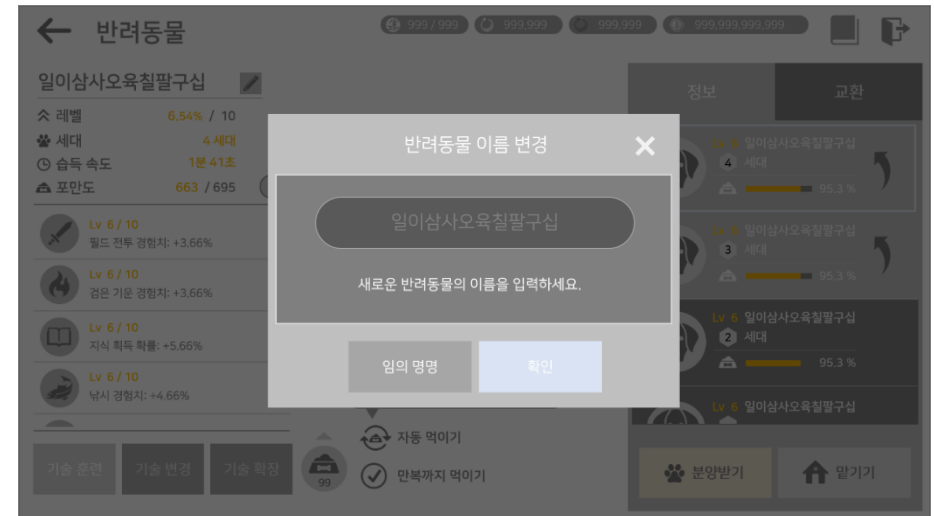 반려동물
999 / 999
999,999
999,999
999,999,999,999
일이삼사오육칠팔구십
레벨 6.54% / 10
세대 4 세대
습득 속도 1분 41초
포만도 663 / 695
Lv 6 / 10
필드 전투 경험치: +3.66%
Lv 6 / 10
검은 기운 경험치: +3.66%
Lv 6 / 10
지식 획득 확률: +5.66%
Lv 6 / 10
낚시 경험치: +4.66%
기술 훈련
기술 변경
기술 확장
99
자동 먹이기
만복까지 먹이기
반려동물 이름 변경
일이삼사오육칠팔구십
새로운 반려동물의 이름을 입력하세요.
임의 명명
확인
정보
교환
Lv 6 일이삼사오육칠팔구십
4 세대
95.3 %
Lv 6 일이삼사오육칠팔구십
3 세대
95.3 %
Lv 6 일이삼사오육칠팔구십
2 세대
95.3 %
Lv 6 일이삼사오육칠팔구십
분양받기
맡기기